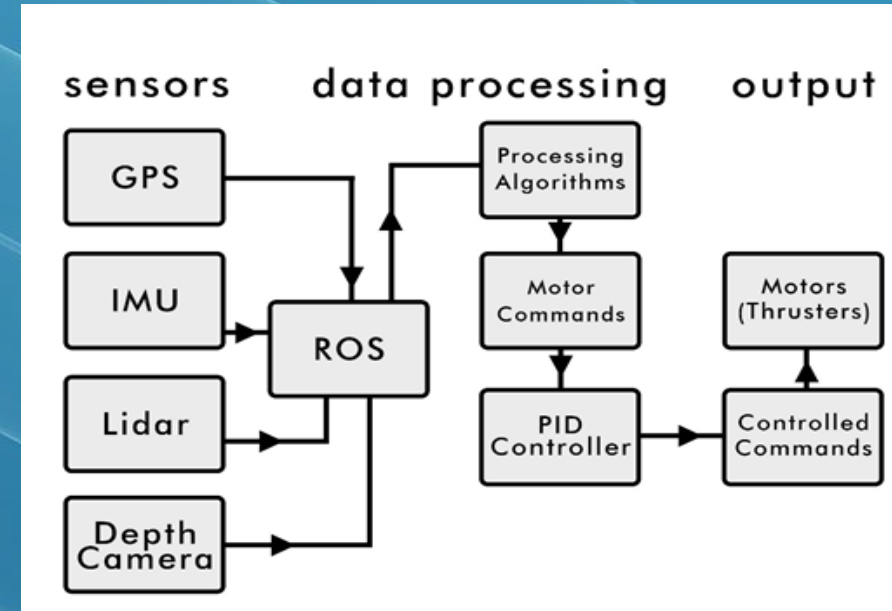 sensors
data processing
output
GPS
IMU
Lidar
Depth
Camera
ROS
Processing
Algorithms
Motor
Commands
PID
Controller
Motors
(Thrusters)
Controlled
Commands